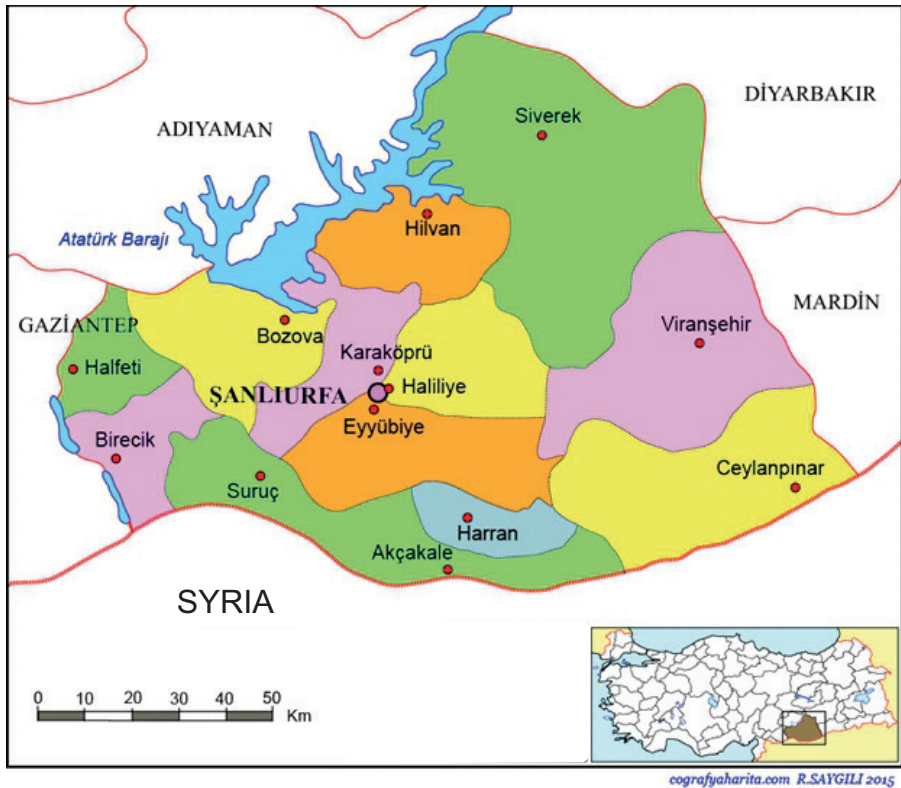 DİYARBAKIR
Siverek
ADIYAMAN
Hilvan
Atatürk Barajı
MARDİN
GAZİANTEP
Bozova
Viranşehir
Karaköprü
Halfeti
ŞANLIURFA
Haliliye
Eyyübiye
Birecik
Ceylanpınar
Suruç
Harran
Akçakale
SYRIA
0 10 20 30 40 50
Km
cografyaharita.com R.SAYGILI 2015